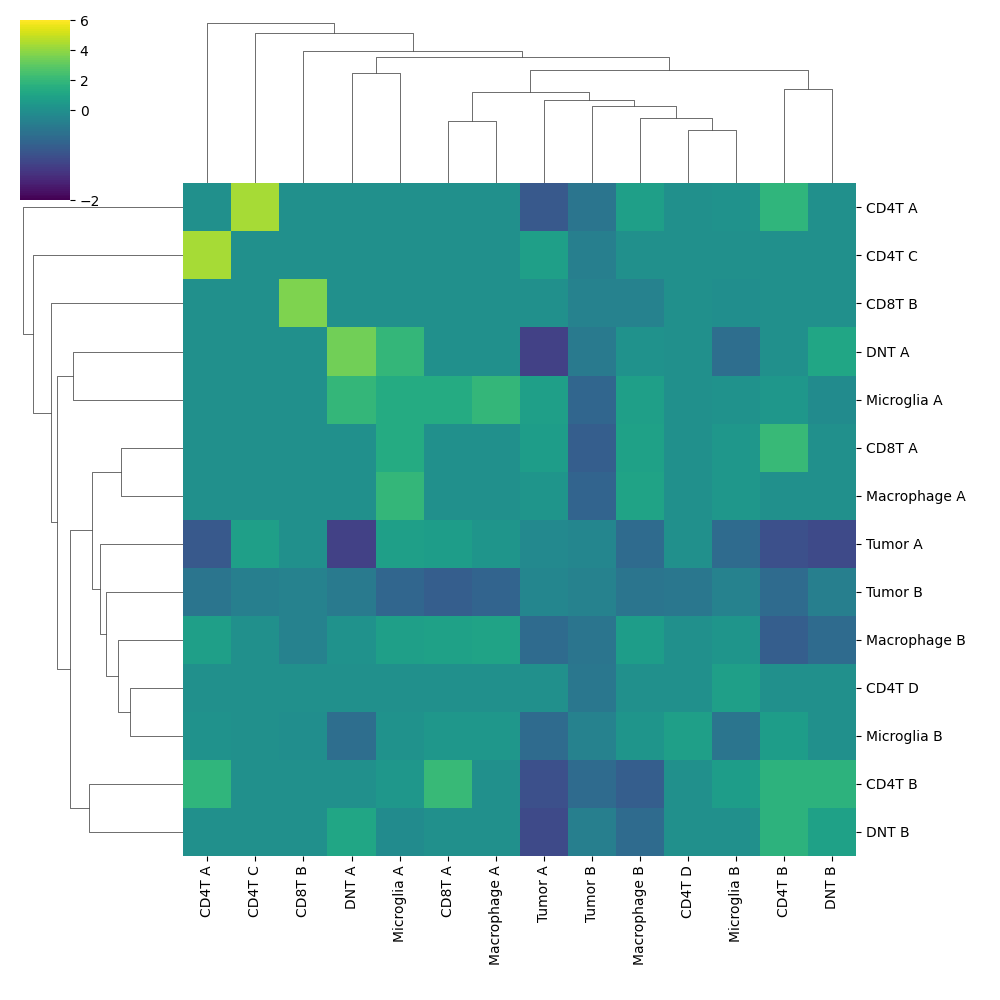 6
4
2
0
−2
CD4T A
CD4T C
CD8T B
DNT A
Microglia A
CD8T A
Macrophage A
Tumor A
Tumor B
Macrophage B
CD4T D
Microglia B
CD4T B
DNT B
CD4T A
CD4T C
CD8T B
DNT A
Microglia A
CD8T A
Macrophage A
Tumor A
Tumor B
Macrophage B
CD4T D
Microglia B
CD4T B
DNT B